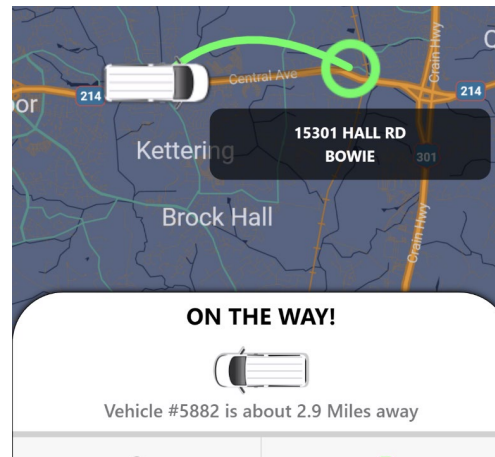 Crain Hwy
Central Ave
214
214
or
15301 HALL RD
BOWIE
Kettering
301
Brock Hall
Crain Hwy
ON THE WAY!
Vehicle #5882 is about 2.9 Miles away